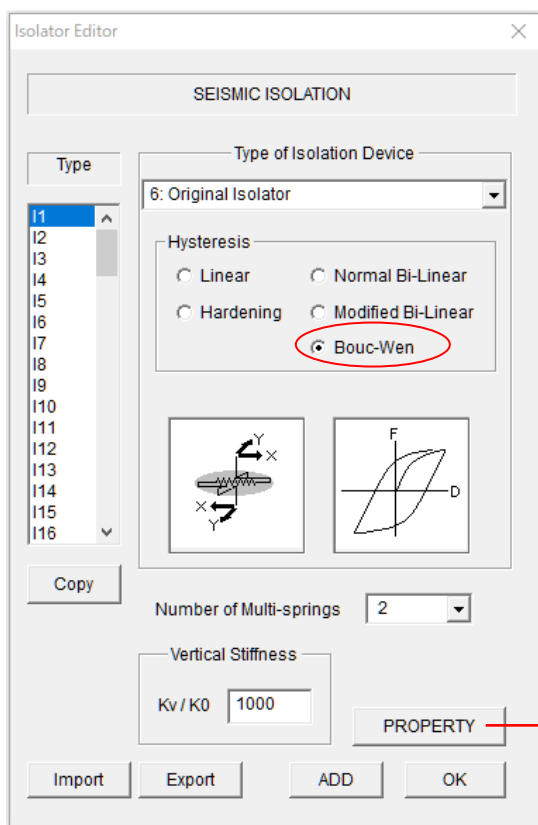 Isolator Editor
SEISMIC ISOLATION
Type
Type of Isolation Device
6: Original Isolator
I1
I2
I3
I4
I5
I6
I7
I8
I9
I10
I11
I12
I13
I14
I15
I16
Hysteresis
Linear
Normal Bi-Linear
Hardening
Modified Bi-Linear
Bouc-Wen
Y
X
X
Y
F
D
Copy
Number of Multi-springs
2
Vertical Stiffness
Kv / K0
1000
PROPERTY
Import
Export
ADD
OK